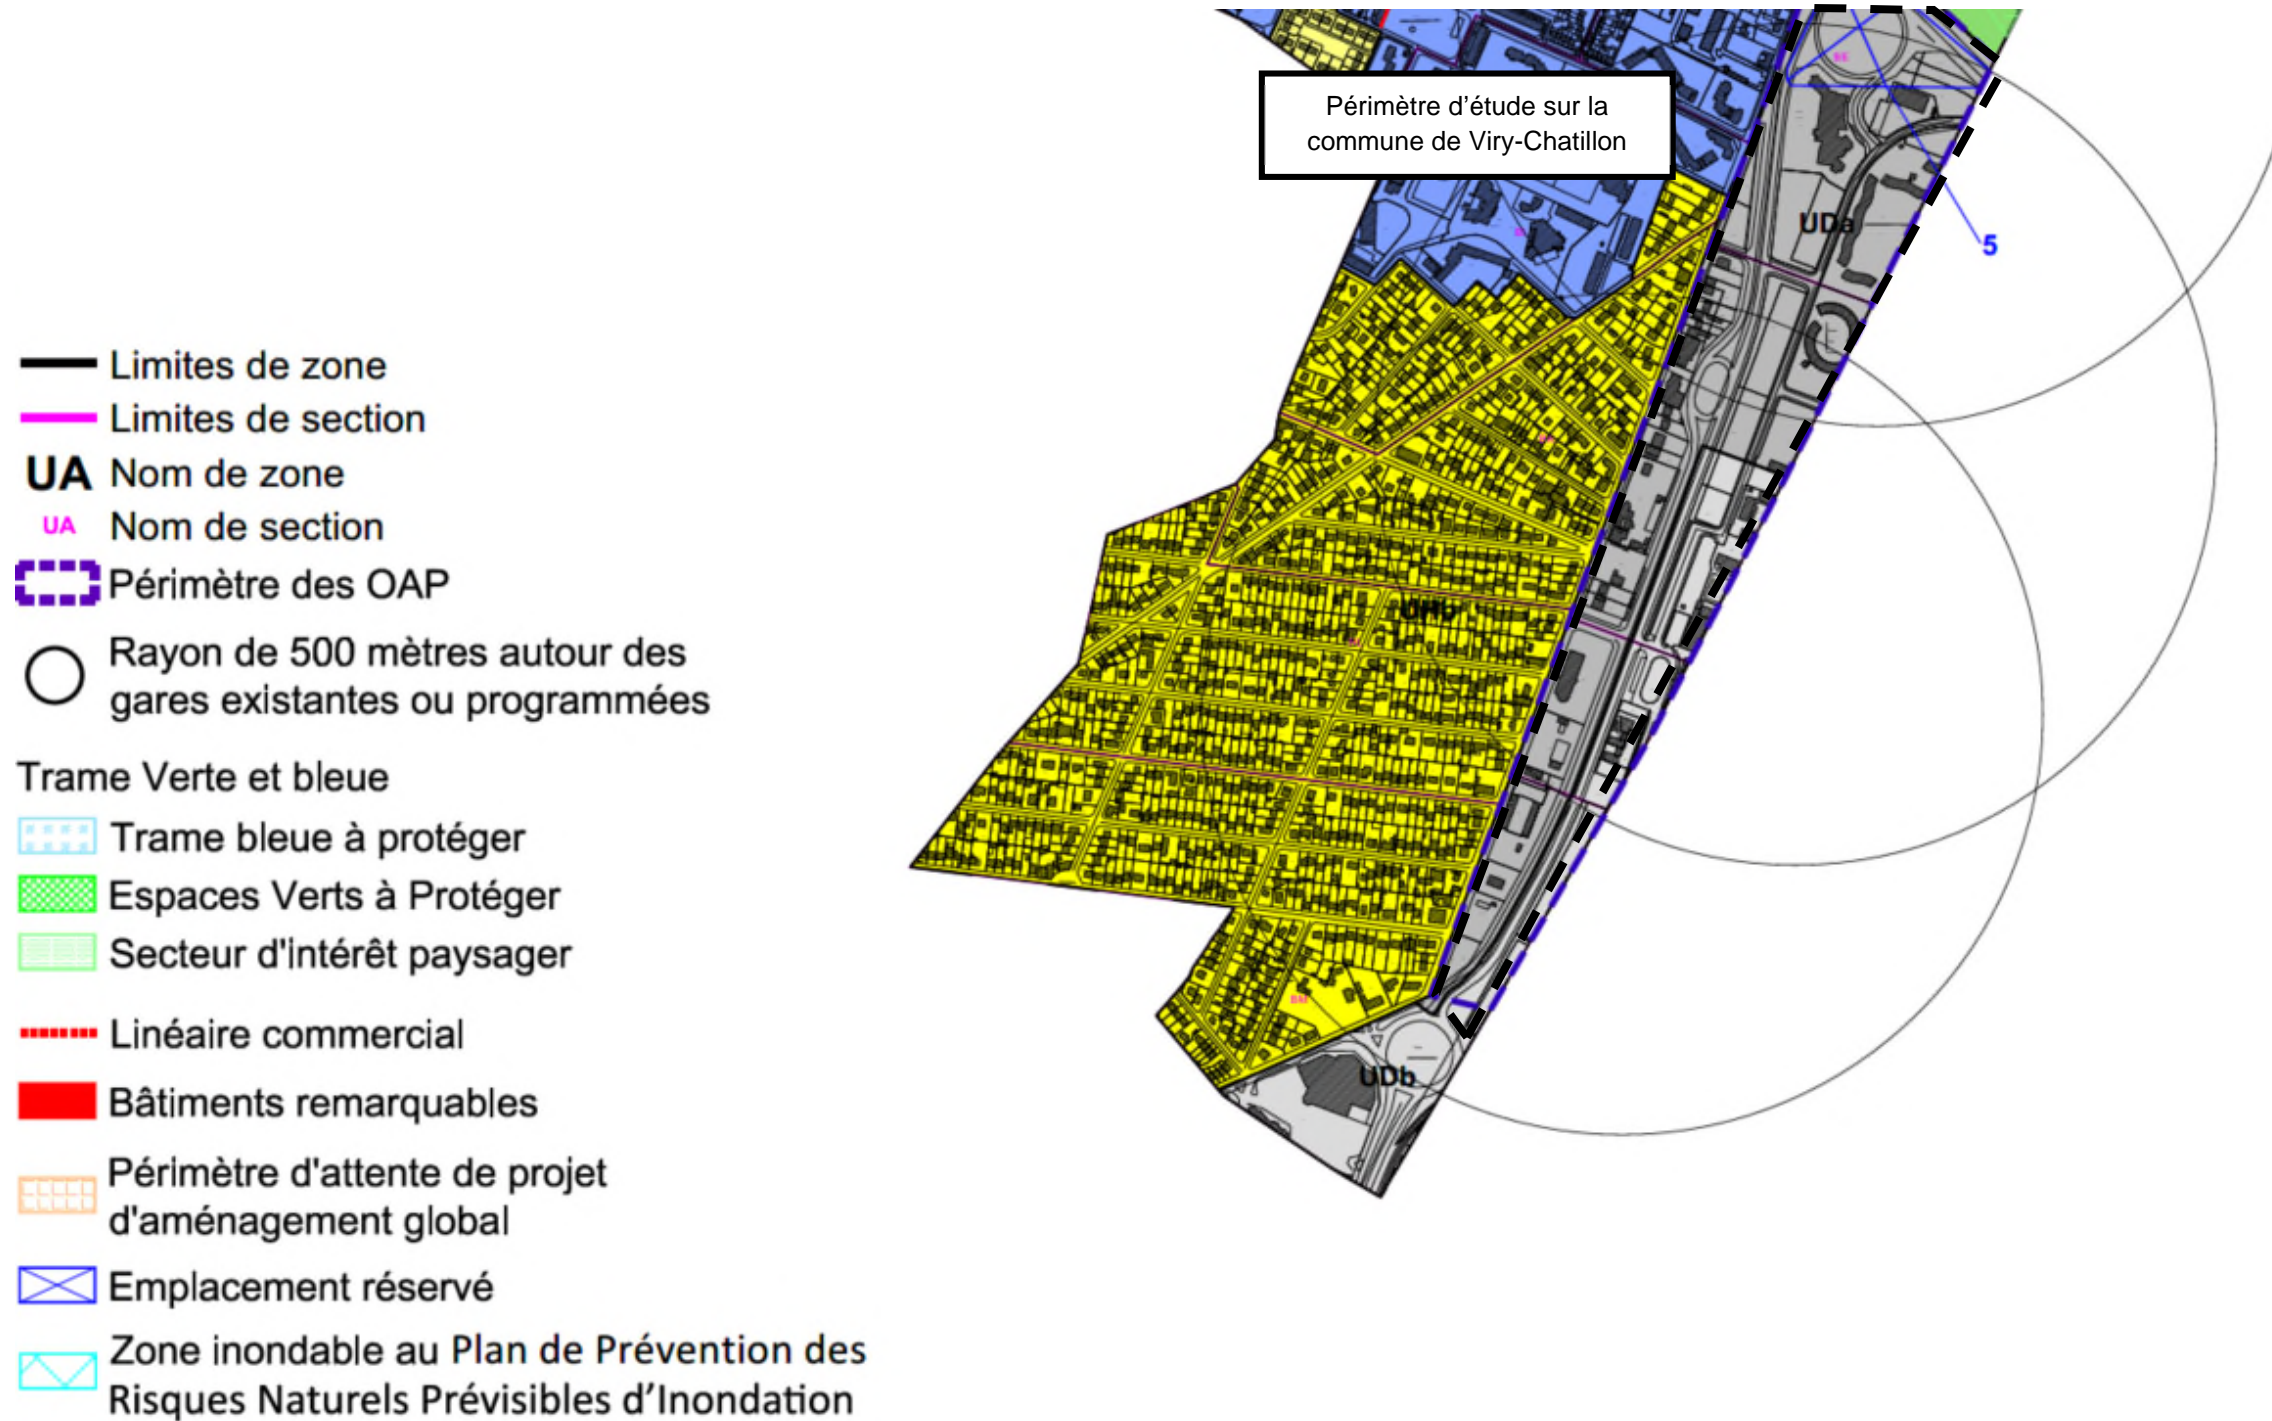 Périmètre d'étude sur la
commune de Viry-Chatillon
UDa
5
UDb
Limites de zone
Limites de section
UA Nom de zone
UA Nom de section
Périmètre des OAP
Rayon de 500 mètres autour des
gares existantes ou programmées
Trame Verte et bleue
Trame bleue à protéger
Espaces Verts à Protéger
Secteur d'intérêt paysager
Linéaire commercial
Bâtiments remarquables
Périmètre d'attente de projet
d'aménagement global
Emplacement réservé
Zone inondable au Plan de Prévention des
Risques Naturels Prévisibles d’Inondation